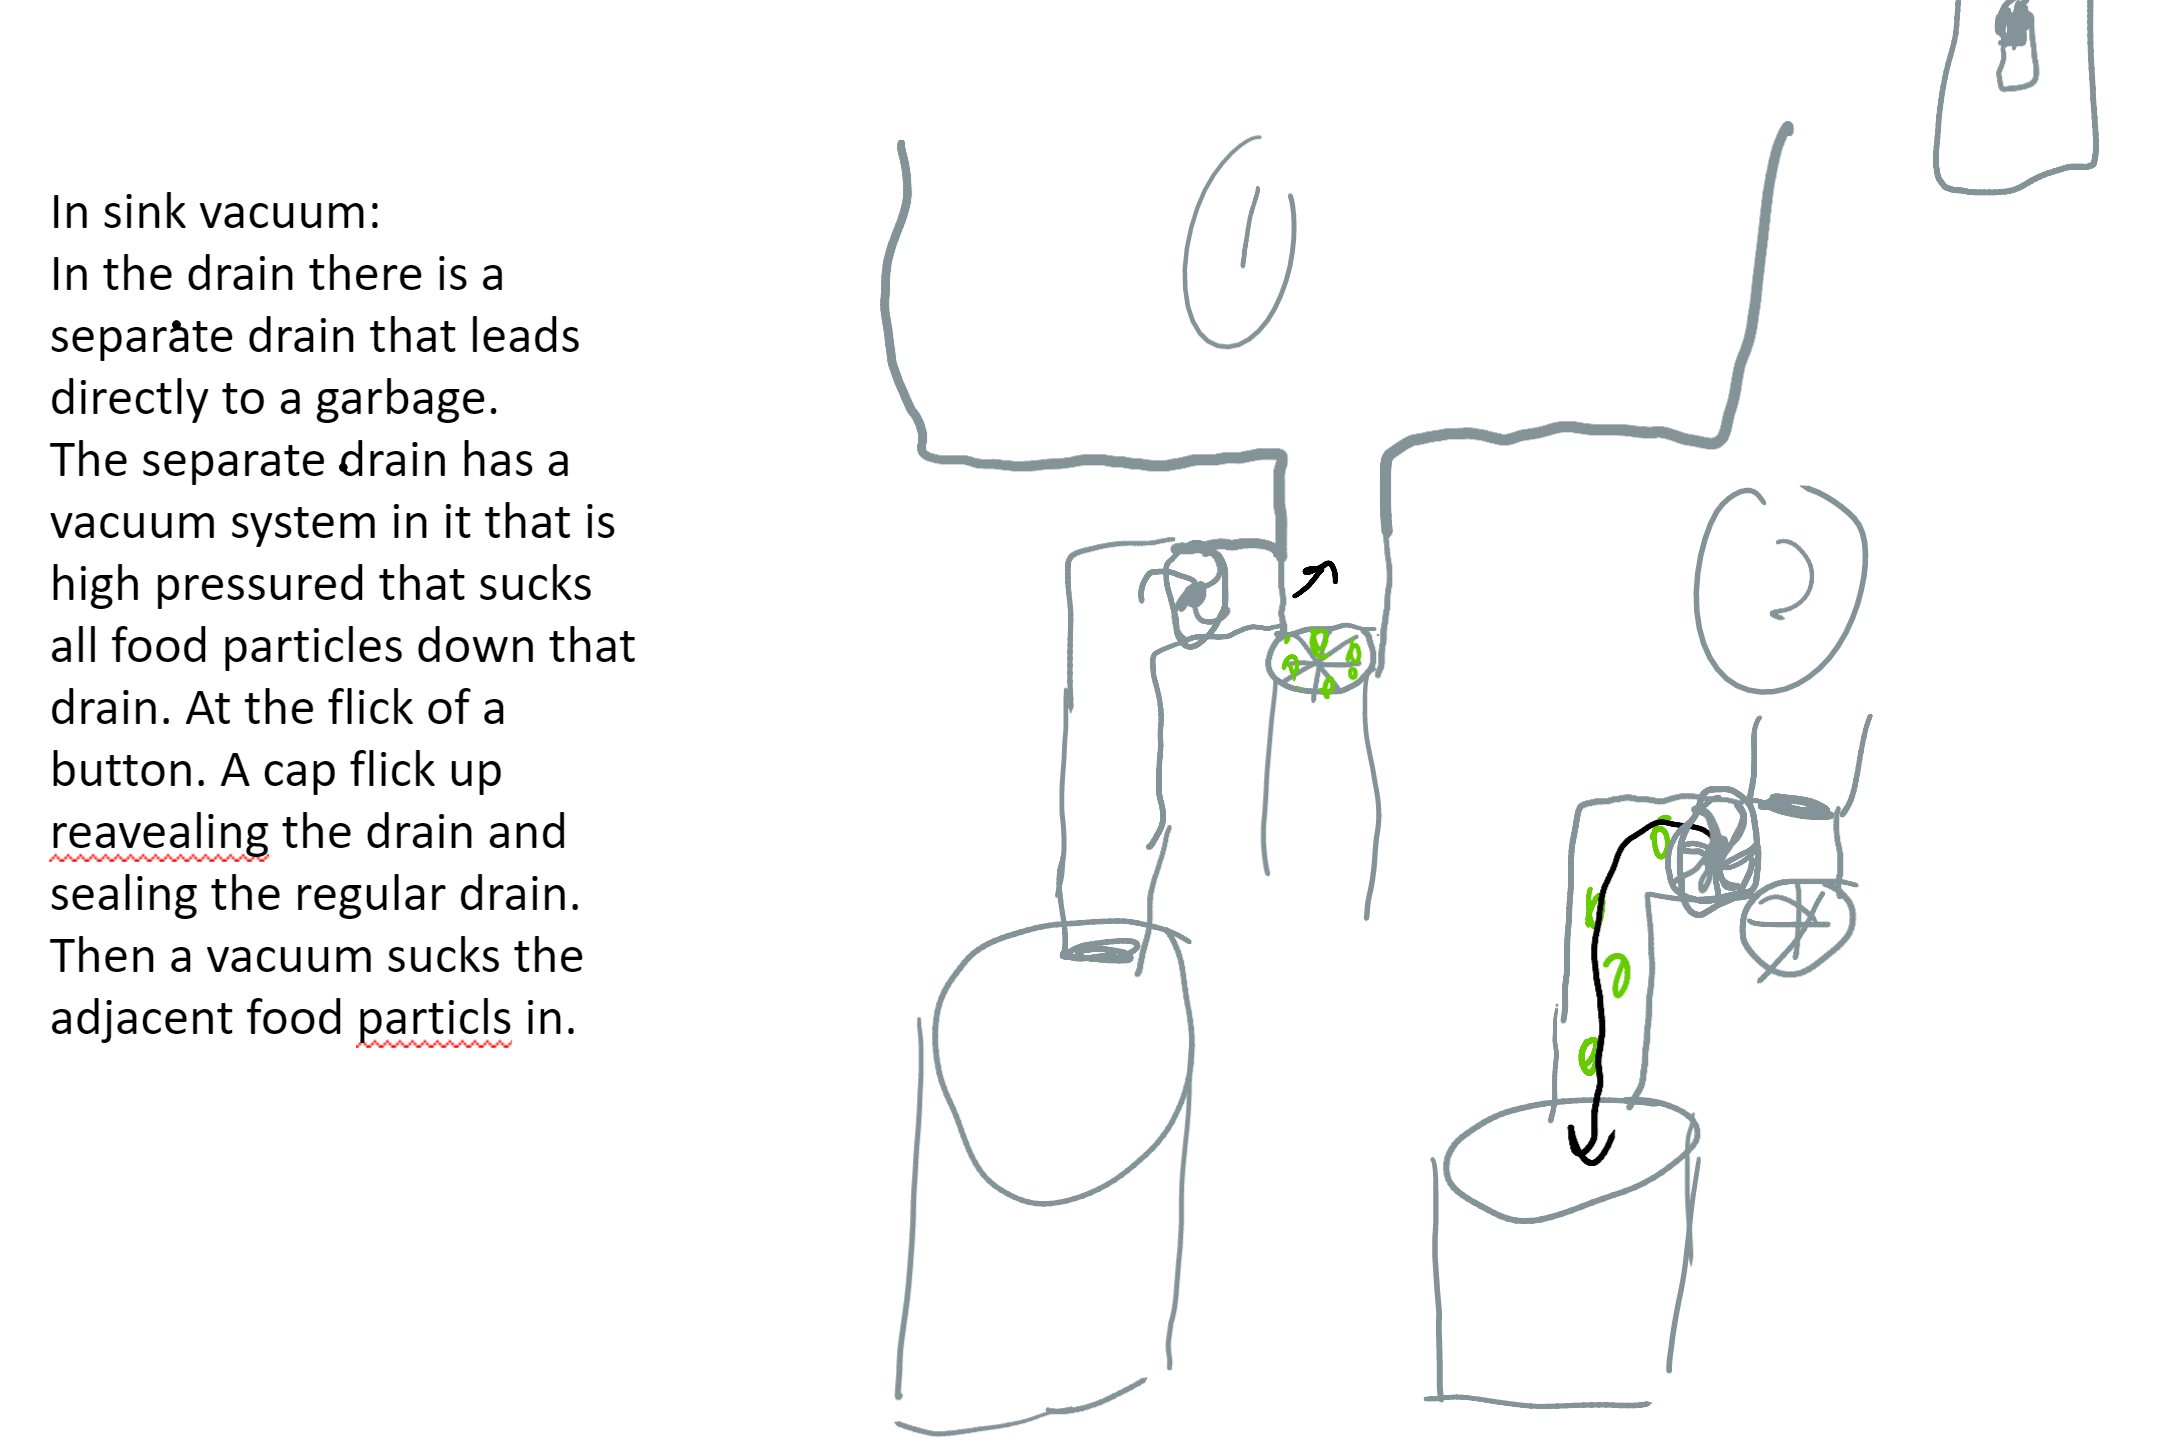 In sink vacuum:
In the drain there is a
separate drain that leads
directly to a garbage.
The separate drain has a
vacuum system in it that is
high pressured that sucks
all food particles down that
drain. At the flick of a
button. A cap flick up
reavealing the drain and
sealing the regular drain.
Then a vacuum sucks the
adjacent food particls in.